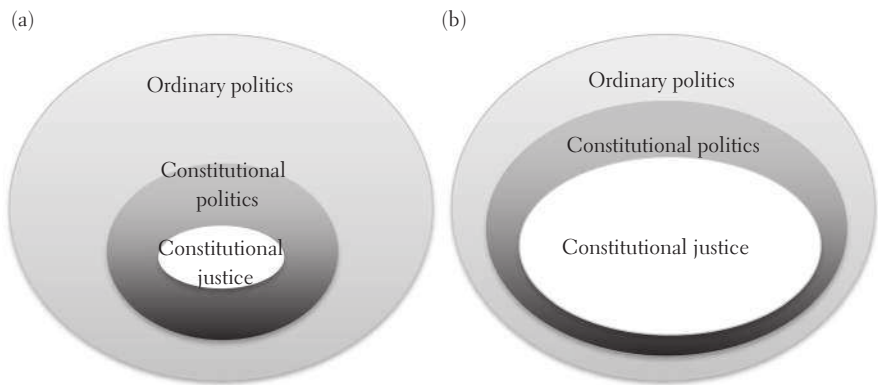 (a)
Ordinary politics
Constitutional
politics
Constitutional
justice
(b)
Ordinary politics
Constitutional politics
Constitutional justice